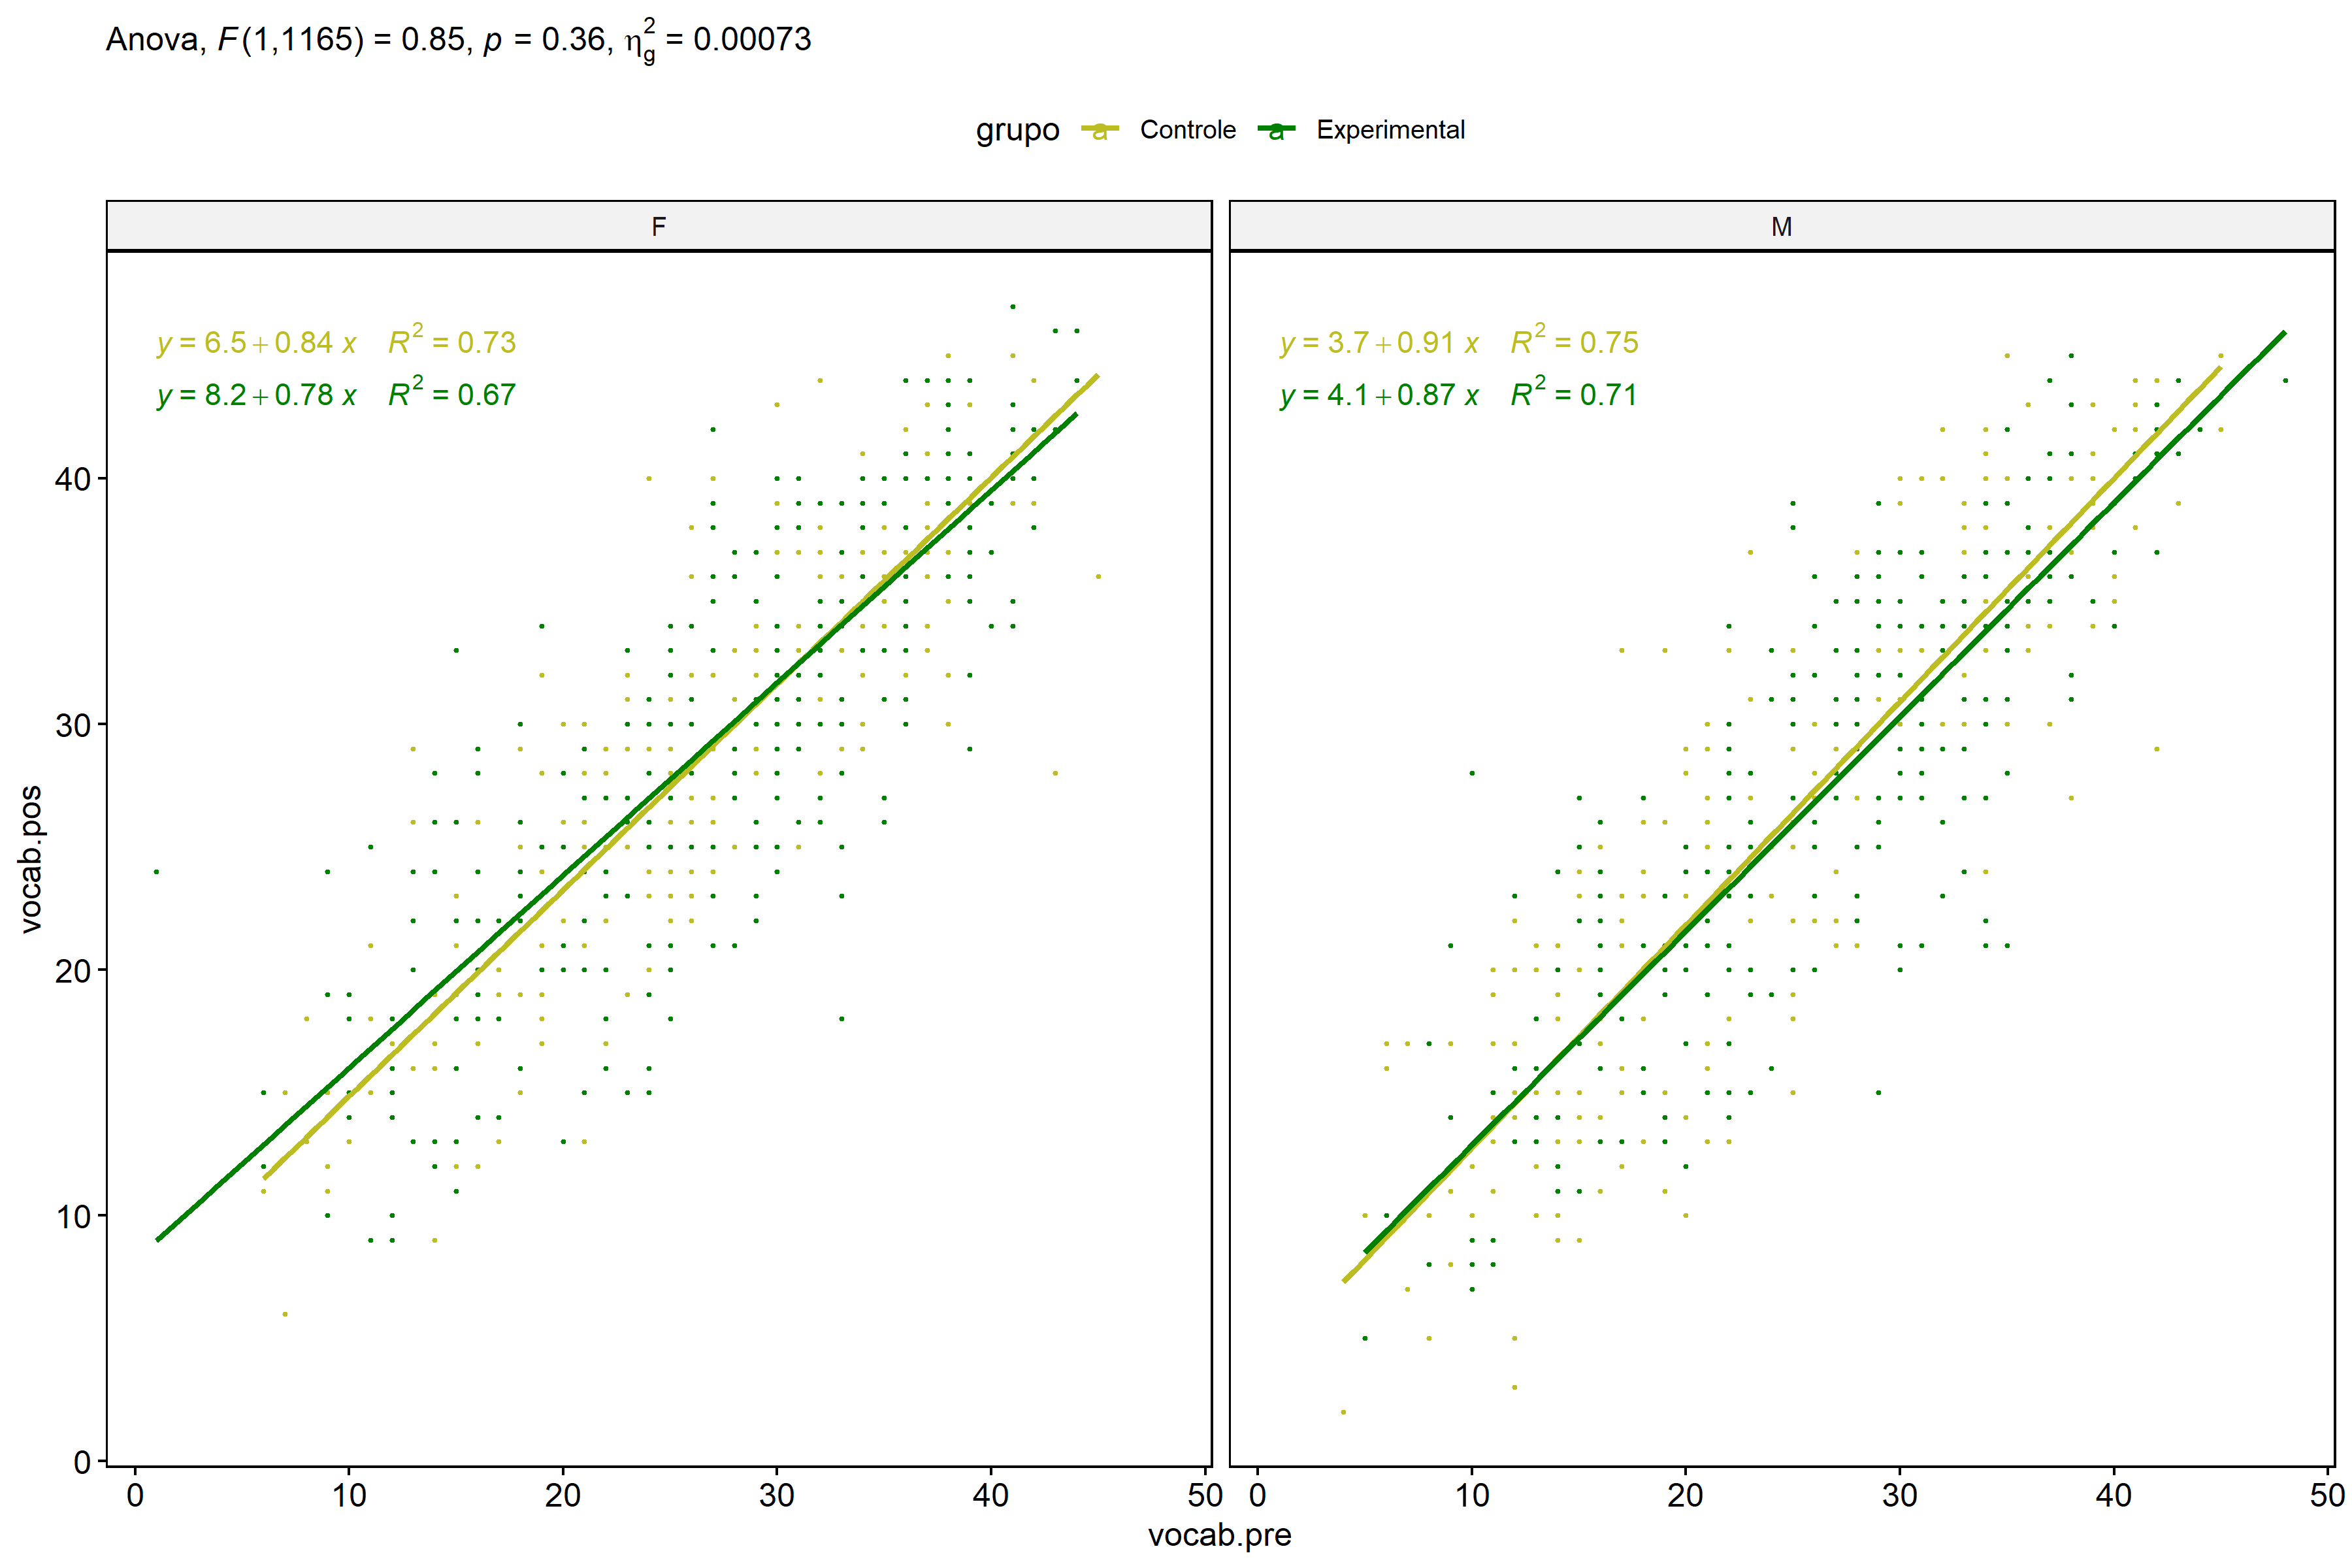 Anova, F(1,1165) = 0.85, p = 0.36, η²g = 0.00073
grupo a Controle a Experimental
F
M
y = 6.5 + 0.84 x R² = 0.73
y = 8.2 + 0.78 x R² = 0.67
y = 3.7 + 0.91 x R² = 0.75
y = 4.1 + 0.87 x R² = 0.71
vocab.pos
40
30
20
10
0
0 10 20 30 40 50
0 10 20 30 40 50
vocab.pre